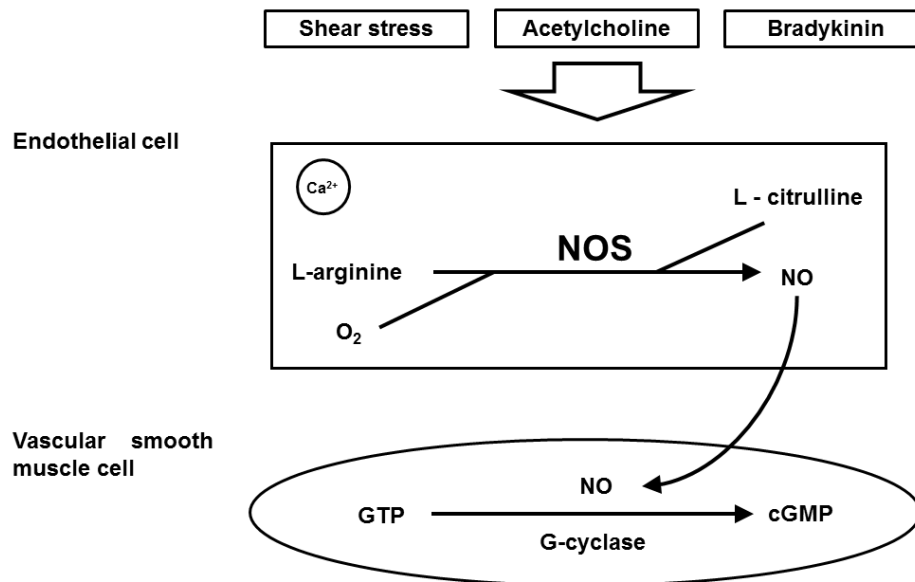 Shear stress
Acetylcholine
Bradykinin
Endothelial cell
Ca²⁺
L - citrulline
NOS
L-arginine
NO
O₂
Vascular smooth
muscle cell
NO
GTP
cGMP
G-cyclase